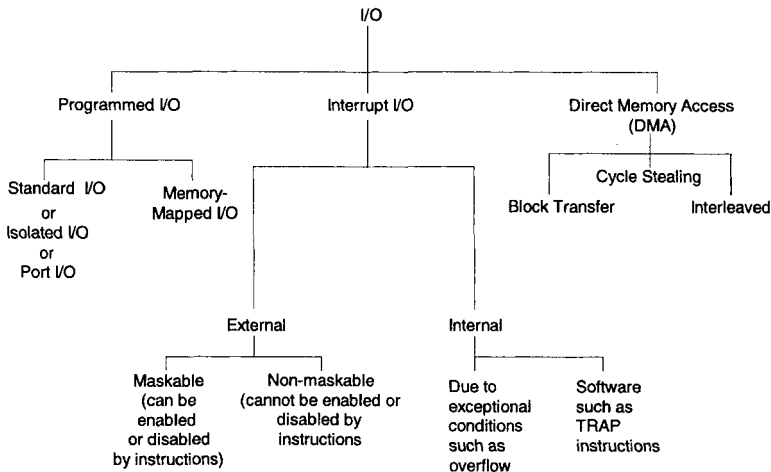 I/O
Programmed I/O
Interrupt I/O
Direct Memory Access
(DMA)
Standard I/O
or
Isolated I/O
or
Port I/O
Memory-
Mapped I/O
Block Transfer
Cycle Stealing
Interleaved
External
Internal
Maskable
(can be
enabled
or disabled
by instructions)
Non-maskable
(cannot be enabled or
disabled by
instructions
Due to
exceptional
conditions
such as
overflow
Software
such as
TRAP
instructions